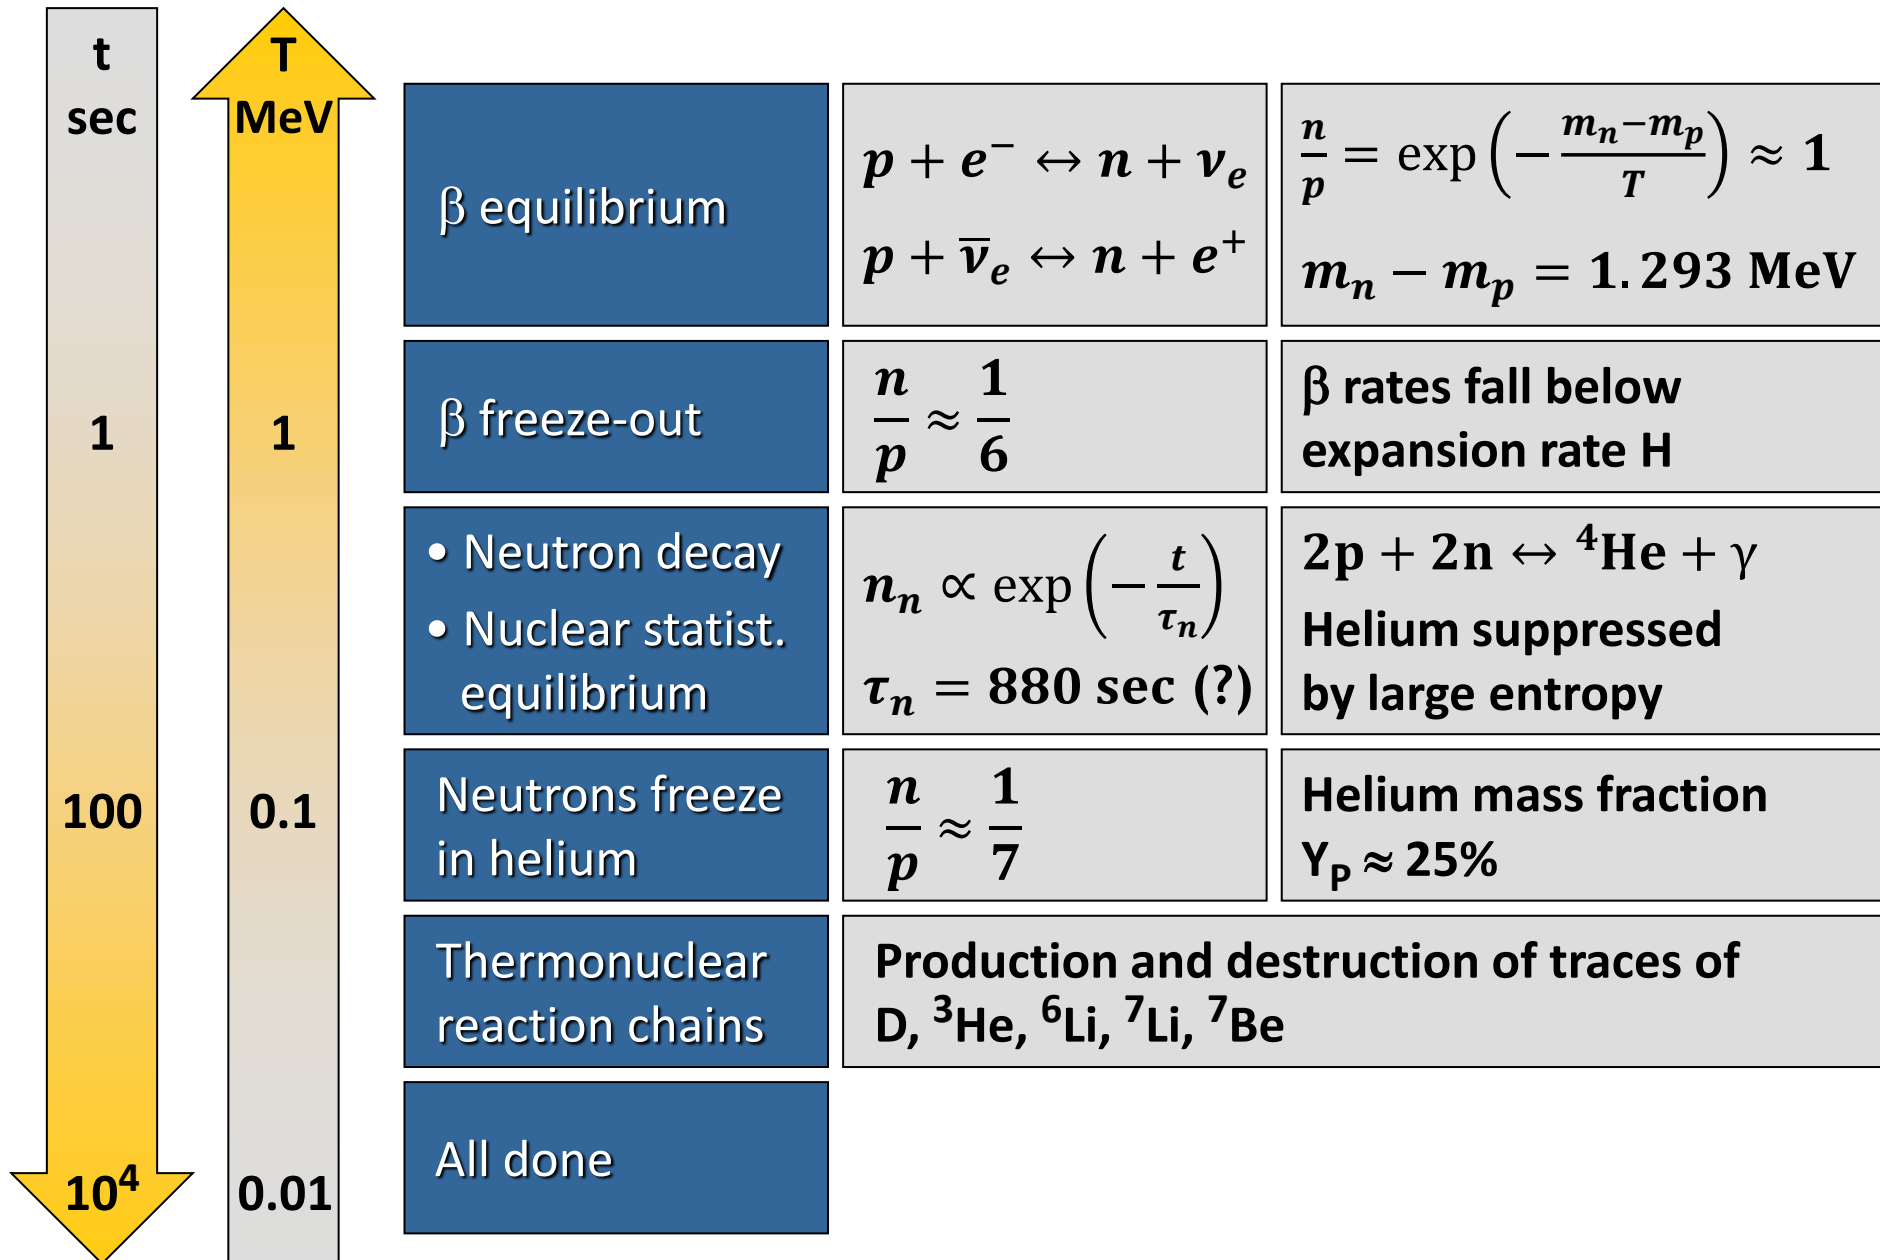 t
sec
1
100
10⁴
T
MeV
1
0.1
0.01
β equilibrium
p + e⁻ ↔ n + νₑ
p + ν̅ₑ ↔ n + e⁺
n/p = exp(−(mₙ−mₚ)/T) ≈ 1
mₙ − mₚ = 1.293 MeV
β freeze-out
n/p ≈ 1/6
β rates fall below
expansion rate H
• Neutron decay
• Nuclear statist.
equilibrium
nₙ ∝ exp(−t/τₙ)
τₙ = 880 sec (?)
2p + 2n ↔ ⁴He + γ
Helium suppressed
by large entropy
Neutrons freeze
in helium
n/p ≈ 1/7
Helium mass fraction
Y_P ≈ 25%
Thermonuclear
reaction chains
Production and destruction of traces of
D, ³He, ⁶Li, ⁷Li, ⁷Be
All done